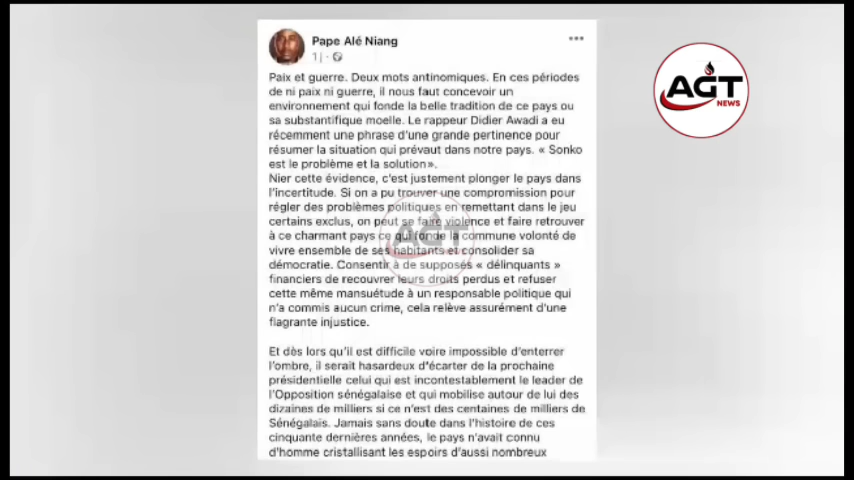 Pape Alé Niang
1 j ·
Paix et guerre. Deux mots antinomiques. En ces périodes
de ni paix ni guerre, il nous faut concevoir un
environnement qui fonde la belle tradition de ce pays ou
sa substantifique moelle. Le rappeur Didier Awadi a eu
récemment une phrase d'une grande pertinence pour
résumer la situation qui prévaut dans notre pays. « Sonko
est le problème et la solution».
Nier cette évidence, c'est justement plonger le pays dans
l'incertitude. Si on a pu trouver une compromission pour
régler des problèmes politiques en remettant dans le jeu
certains exclus, on peut se faire violence et faire retrouver
à ce charmant pays ce qui fonde la commune volonté de
vivre ensemble de ses habitants et consolider sa
démocratie. Consentir à de supposés « délinquants »
financiers de recouvrer leurs droits perdus et refuser
cette même mansuétude à un responsable politique qui
n'a commis aucun crime, cela relève assurément d'une
flagrante injustice.
Et dès lors qu'il est difficile voire impossible d'enterrer
l'ombre, il serait hasardeux d'écarter de la prochaine
présidentielle celui qui est incontestablement le leader de
l'Opposition sénégalaise et qui mobilise autour de lui des
dizaines de milliers si ce n'est des centaines de milliers de
Sénégalais. Jamais sans doute dans l'histoire de ces
cinquante dernières années, le pays n'avait connu
d'homme cristallisant les espoirs d'aussi nombreux
AGT
NEWS
AGT